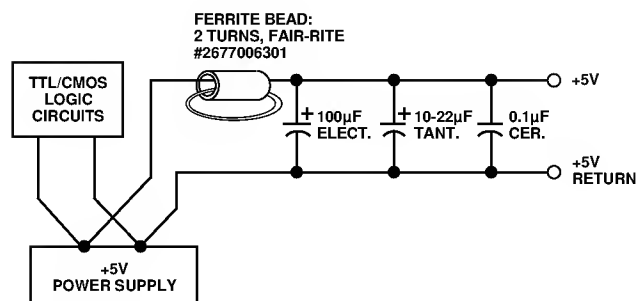 FERRITE BEAD:
2 TURNS, FAIR-RITE
#2677006301
TTL/CMOS
LOGIC
CIRCUITS
+5V
+ 100µF
ELECT.
+ 10-22µF
TANT.
0.1µF
CER.
+5V
RETURN
+5V
POWER SUPPLY